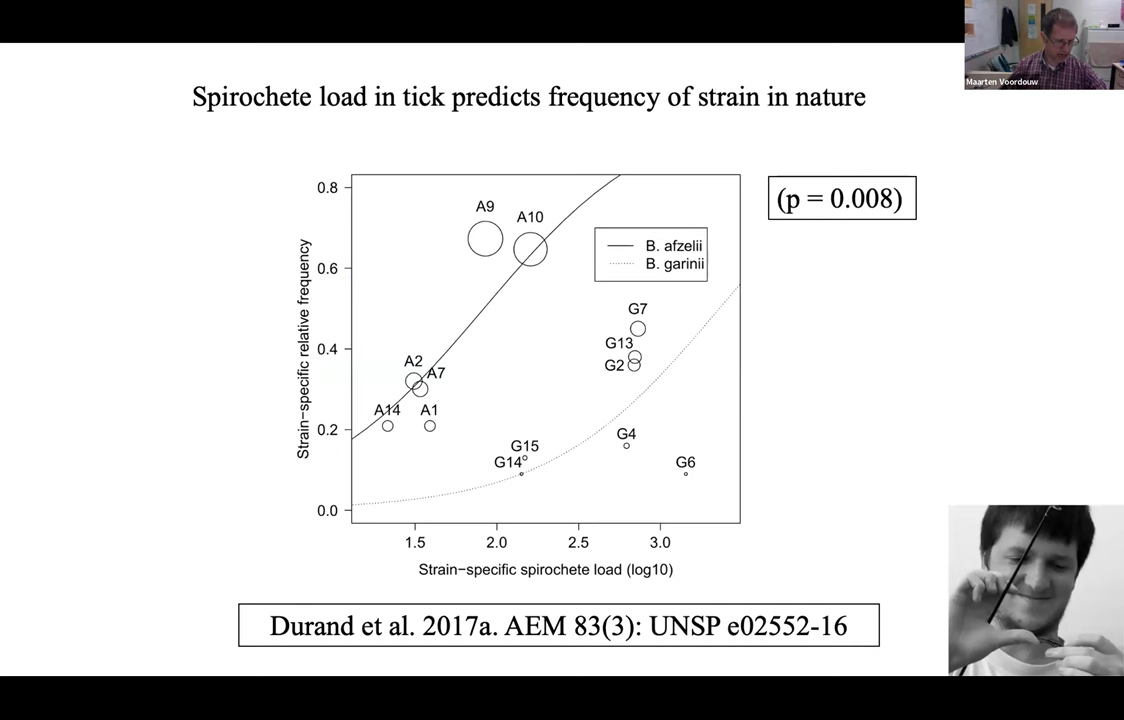 Maarten Voordouw
Spirochete load in tick predicts frequency of strain in nature
(p = 0.008)
Strain−specific relative frequency
0.8
0.6
0.4
0.2
0.0
A9
A10
B. afzelii
B. garinii
G7
G13
G2
A2
A7
A14
A1
G4
G15
G14
G6
1.5
2.0
2.5
3.0
Strain−specific spirochete load (log10)
Durand et al. 2017a. AEM 83(3): UNSP e02552-16